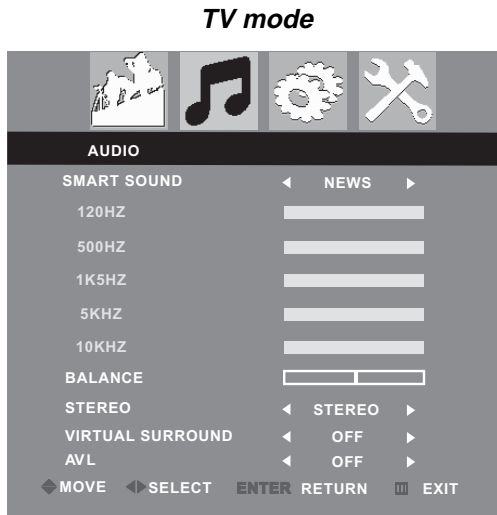 TV mode
AUDIO
SMART SOUND NEWS
120HZ
500HZ
1K5HZ
5KHZ
10KHZ
BALANCE
STEREO STEREO
VIRTUAL SURROUND OFF
AVL OFF
MOVE SELECT ENTER RETURN EXIT